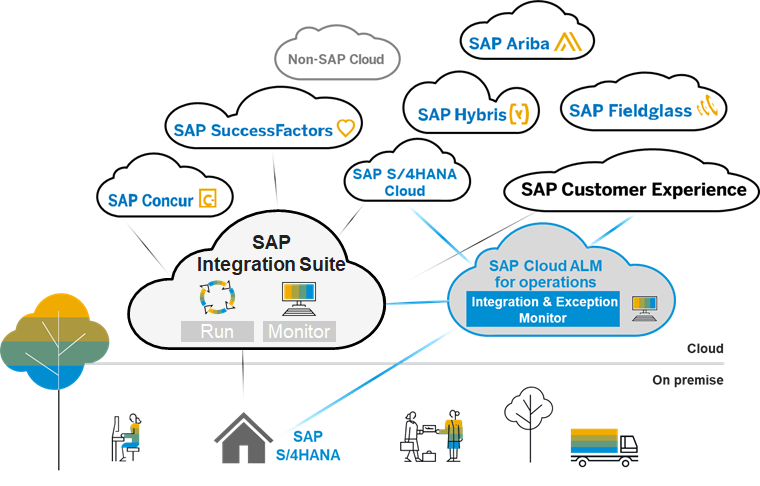 SAP Ariba
Non-SAP Cloud
SAP Hybris
SAP Fieldglass
SAP SuccessFactors
SAP S/4HANA
Cloud
SAP Customer Experience
SAP Concur
SAP
Integration Suite
Run
Monitor
SAP Cloud ALM
for operations
Integration & Exception
Monitor
Cloud
On premise
SAP
S/4HANA